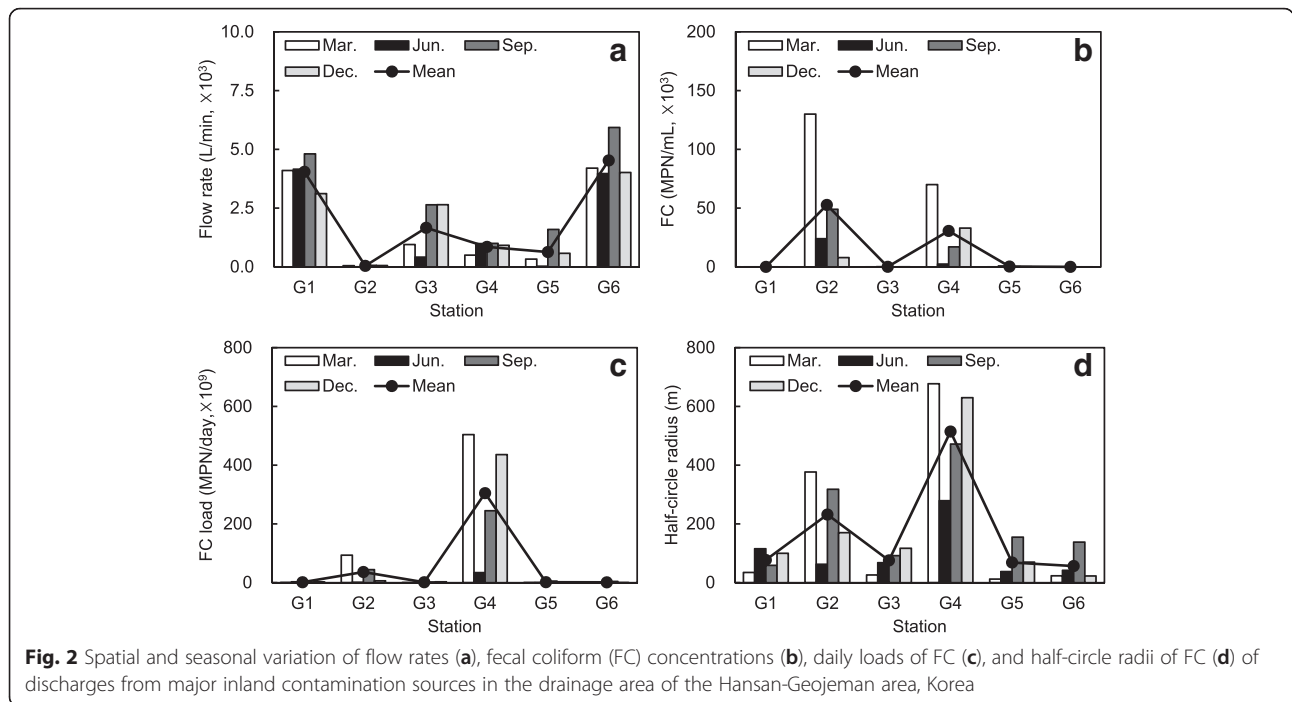 Mar. Jun. Sep.
Dec. Mean
a
10.0
7.5
5.0
2.5
0.0
Flow rate (L/min, ×10³)
G1 G2 G3 G4 G5 G6
Station
Mar. Jun. Sep.
Dec. Mean
b
200
150
100
50
0
FC (MPN/mL, ×10³)
G1 G2 G3 G4 G5 G6
Station
Mar. Jun. Sep.
Dec. Mean
c
800
600
400
200
0
FC load (MPN/day,×10⁹)
G1 G2 G3 G4 G5 G6
Station
Mar. Jun. Sep.
Dec. Mean
d
800
600
400
200
0
Half-circle radius (m)
G1 G2 G3 G4 G5 G6
Station
Fig. 2 Spatial and seasonal variation of flow rates (a), fecal coliform (FC) concentrations (b), daily loads of FC (c), and half-circle radii of FC (d) of
discharges from major inland contamination sources in the drainage area of the Hansan-Geojeman area, Korea